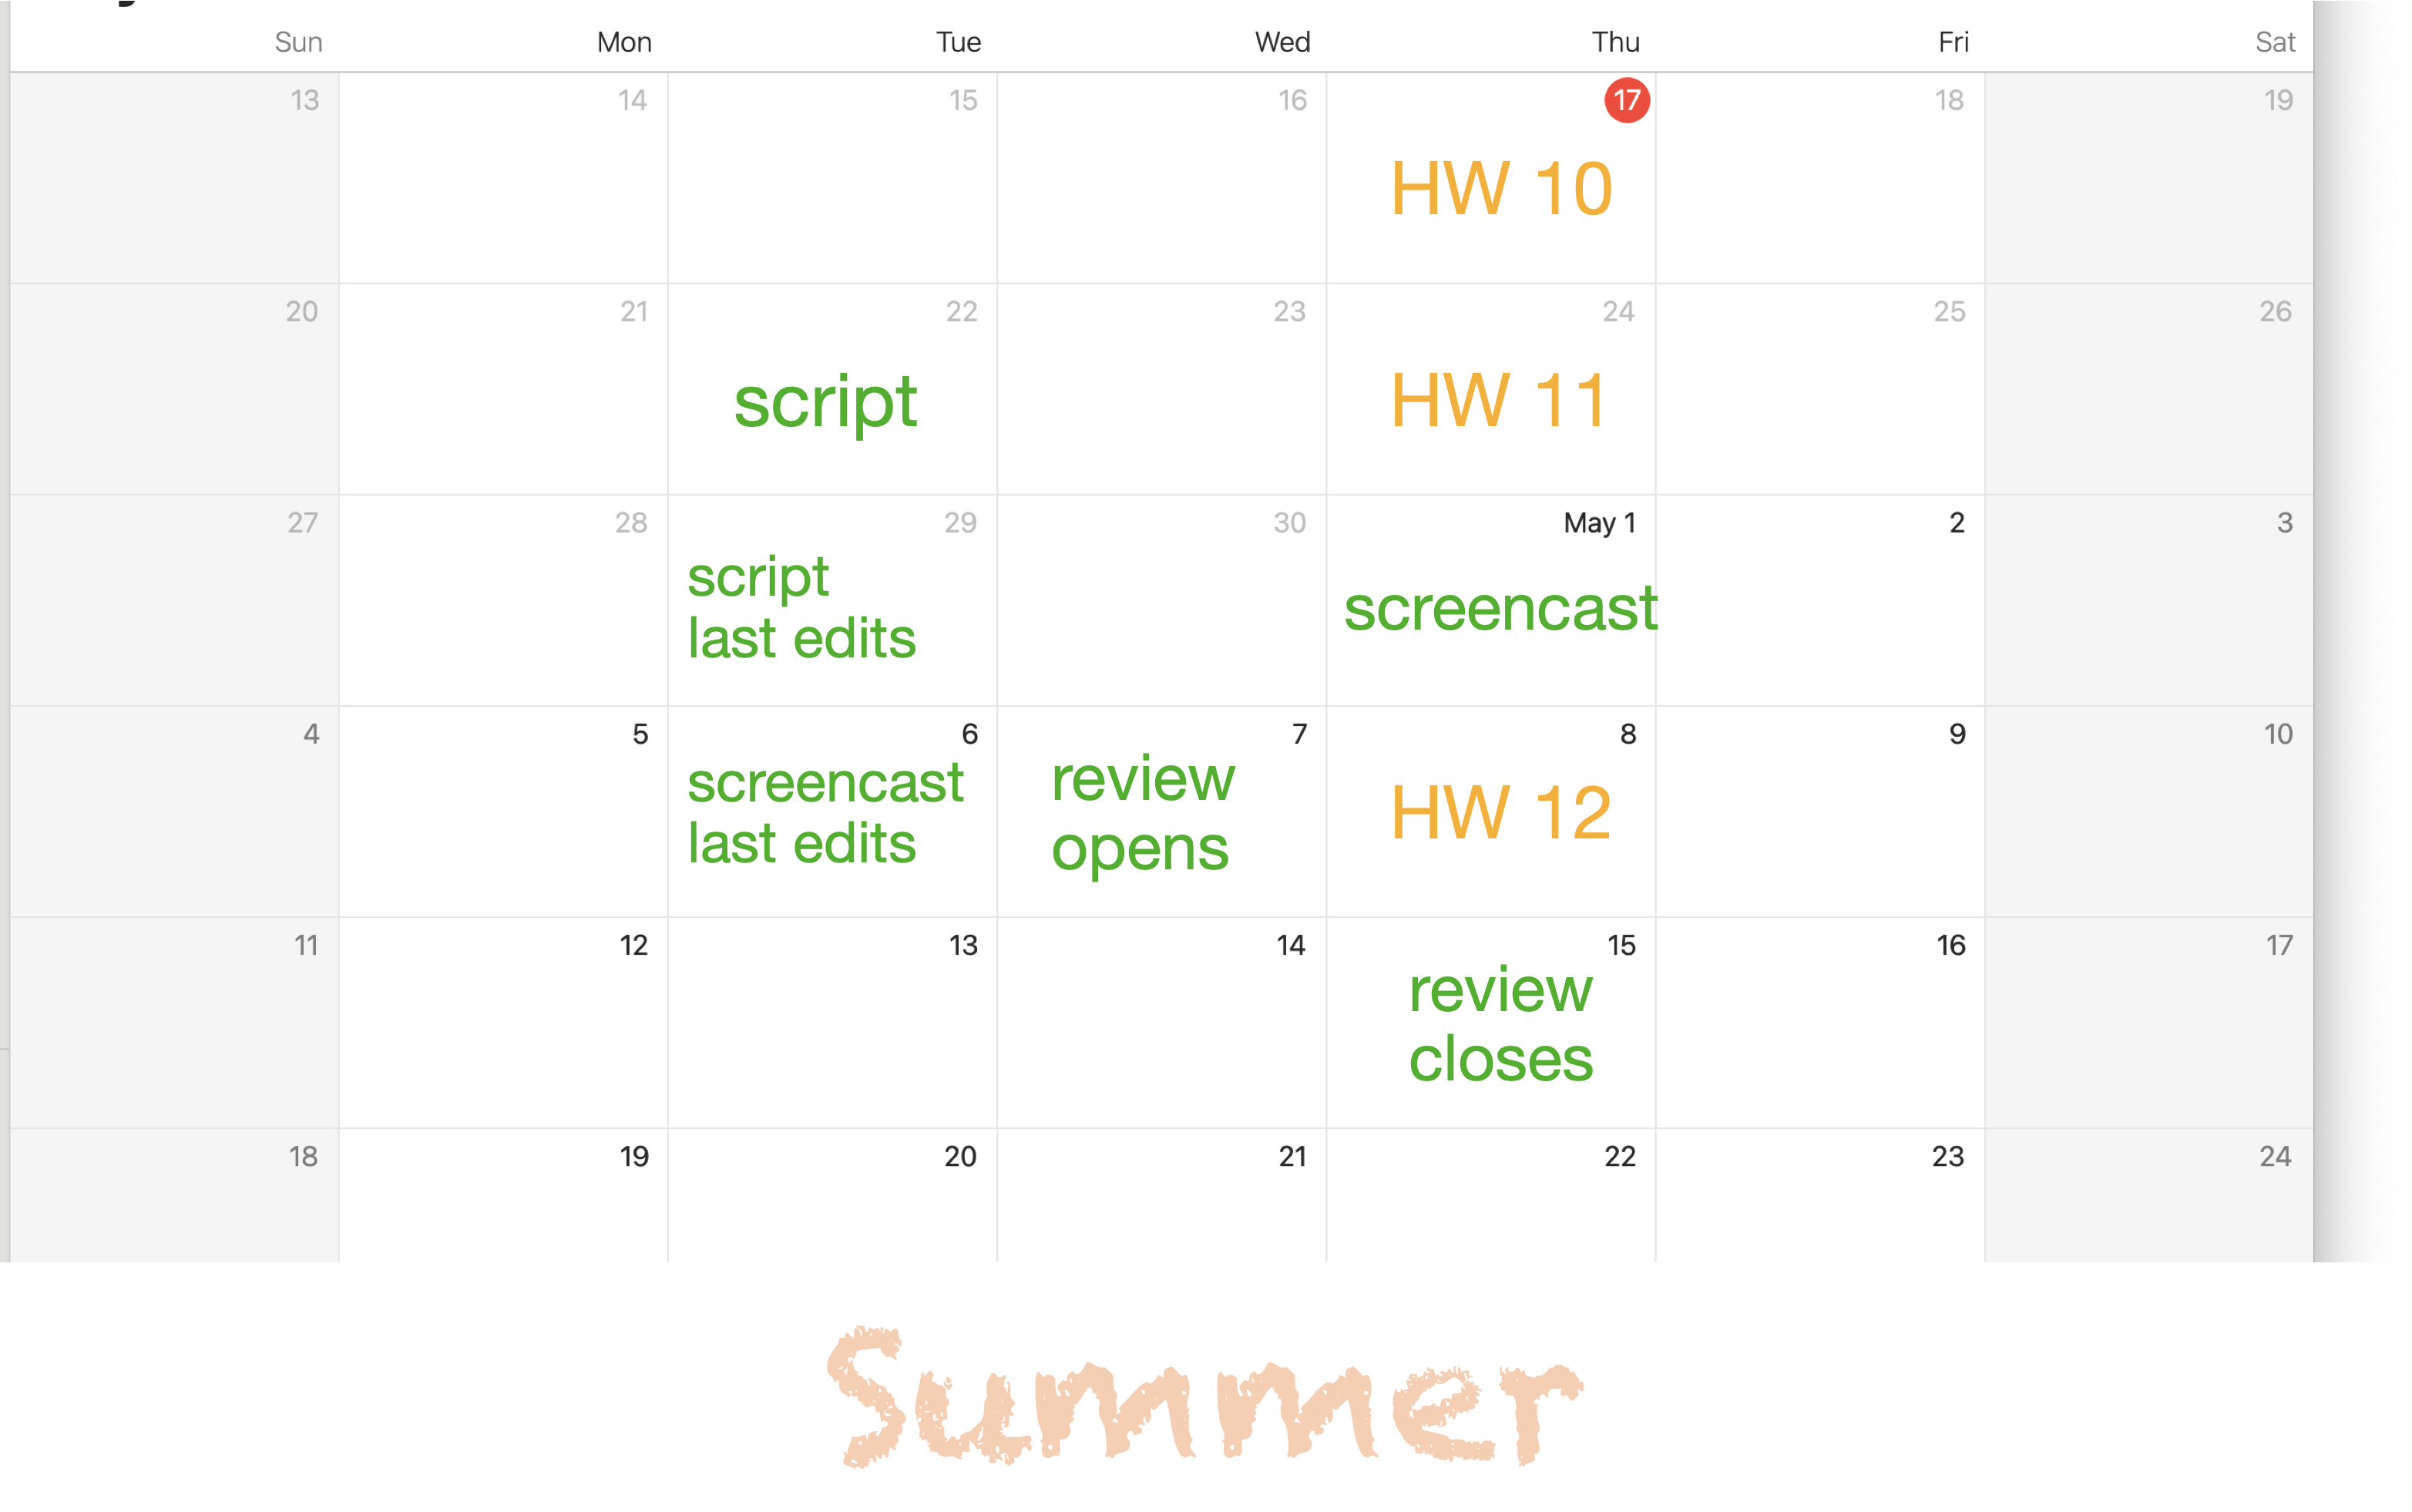 Sun Mon Tue Wed Thu Fri Sat
13 14 15 16 17 18 19
HW 10
20 21 22 23 24 25 26
script HW 11
27 28 29 30 May 1 2 3
script
last edits
screencast
4 5 6 7 8 9 10
screencast
last edits
review
opens
HW 12
11 12 13 14 15 16 17
review
closes
18 19 20 21 22 23 24
Summer